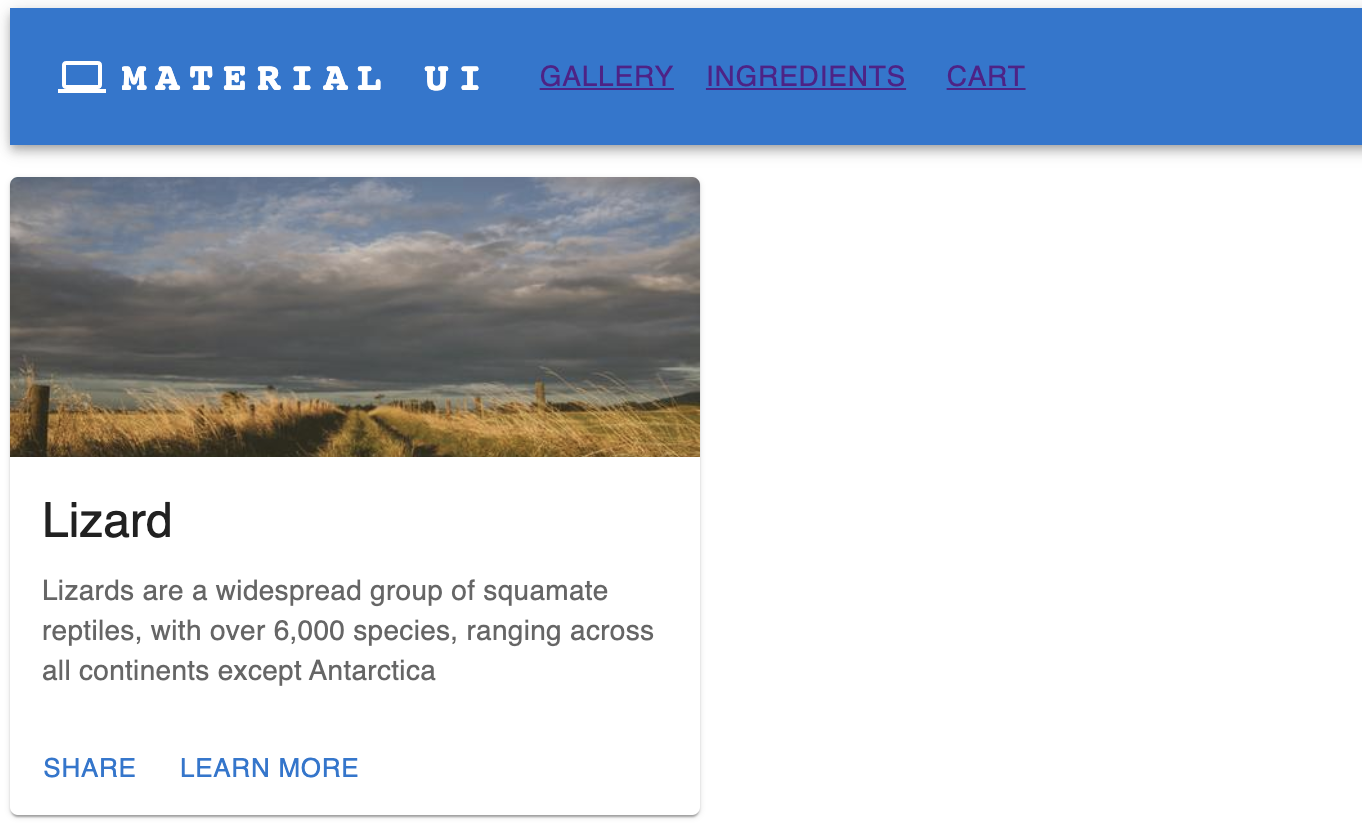 MATERIAL UI GALLERY INGREDIENTS CART
Lizard
Lizards are a widespread group of squamate
reptiles, with over 6,000 species, ranging across
all continents except Antarctica
SHARE LEARN MORE